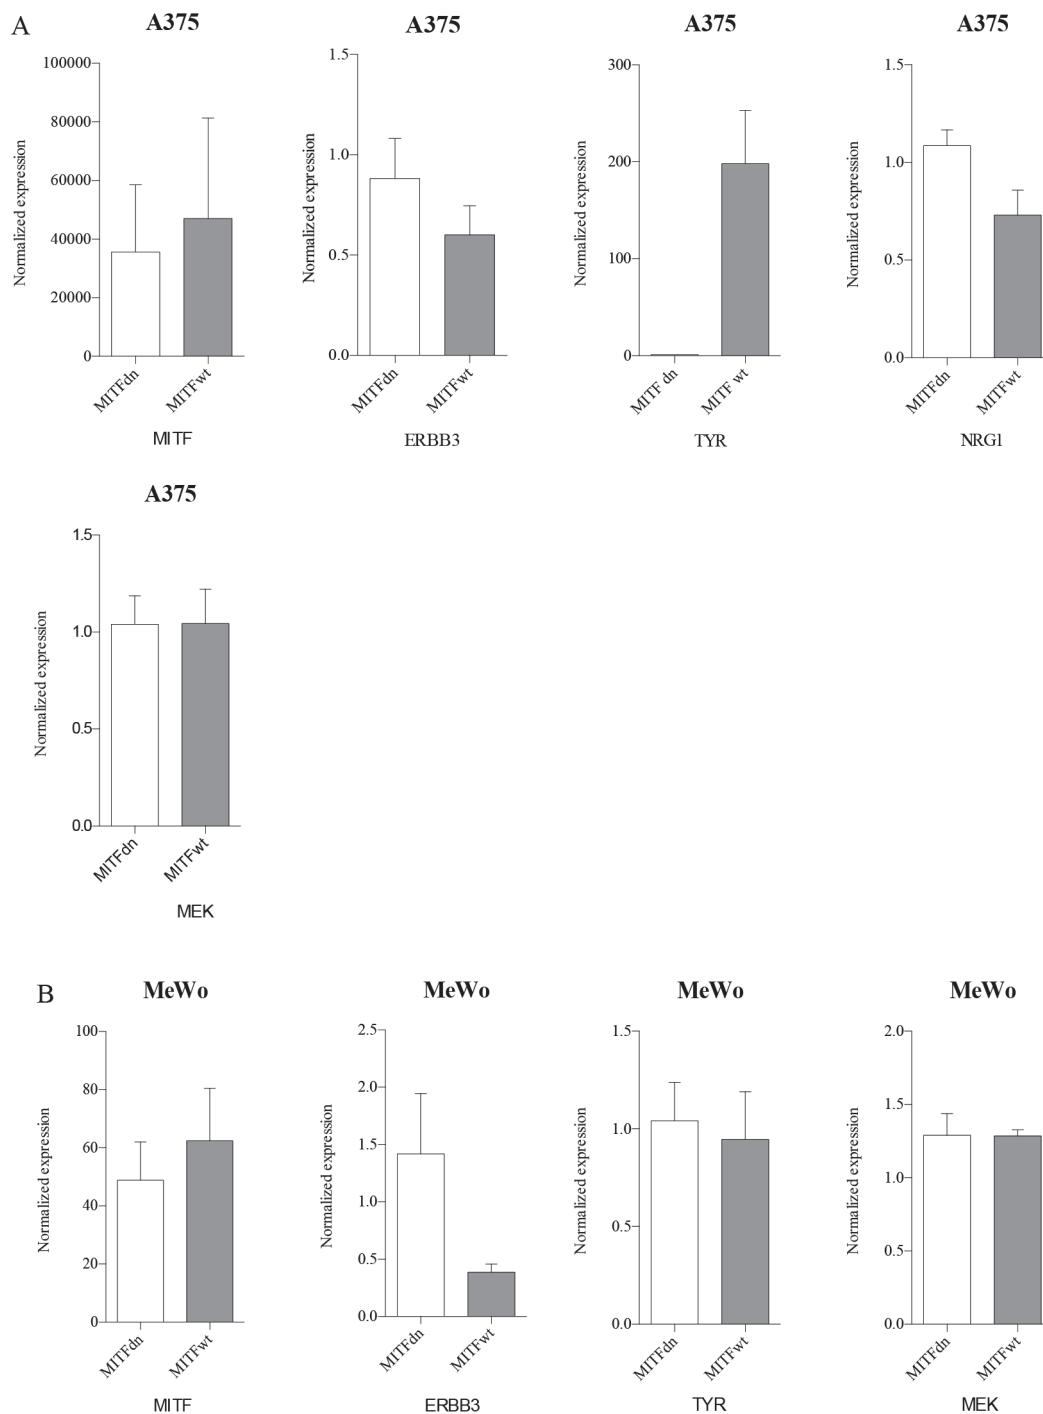 A
A375
100000
80000
60000
40000
20000
0
Normalized expression
MITFdn
MITFwt
MITF
A375
1.5
1.0
0.5
0.0
Normalized expression
MITFdn
MITFwt
ERBB3
A375
300
200
100
0
Normalized expression
MITF dn
MITF wt
TYR
A375
1.5
1.0
0.5
0.0
Normalized expression
MITFdn
MITFwt
NRG1
A375
1.5
1.0
0.5
0.0
Normalized expression
MITFdn
MITFwt
MEK
B
MeWo
100
80
60
40
20
0
Normalized expression
MITFdn
MITFwt
MITF
MeWo
2.5
2.0
1.5
1.0
0.5
0.0
Normalized expression
MITFdn
MITFwt
ERBB3
MeWo
1.5
1.0
0.5
0.0
Normalized expression
MITFdn
MITFwt
TYR
MeWo
2.0
1.5
1.0
0.5
0.0
Normalized expression
MITFdn
MITFwt
MEK